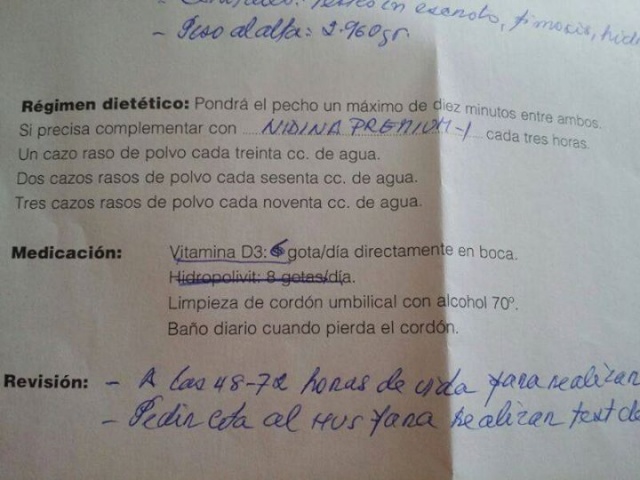 testes in escroto, fimosis, hid
- Peso al alta: 2.960 gr.
Régimen dietético: Pondrá el pecho un máximo de diez minutos entre ambos.
Si precisa complementar con NIDINA PREMIUM-1 cada tres horas.
Un cazo raso de polvo cada treinta cc. de agua.
Dos cazos rasos de polvo cada sesenta cc. de agua.
Tres cazos rasos de polvo cada noventa cc. de agua.
Medicación: Vitamina D3: 6 gota/día directamente en boca.
Hidropolivit: 8 gotas/día.
Limpieza de cordón umbilical con alcohol 70º.
Baño diario cuando pierda el cordón.
Revisión: - A las 48-72 horas de vida para realizar
- Pedir cita al HUS para realizar test de